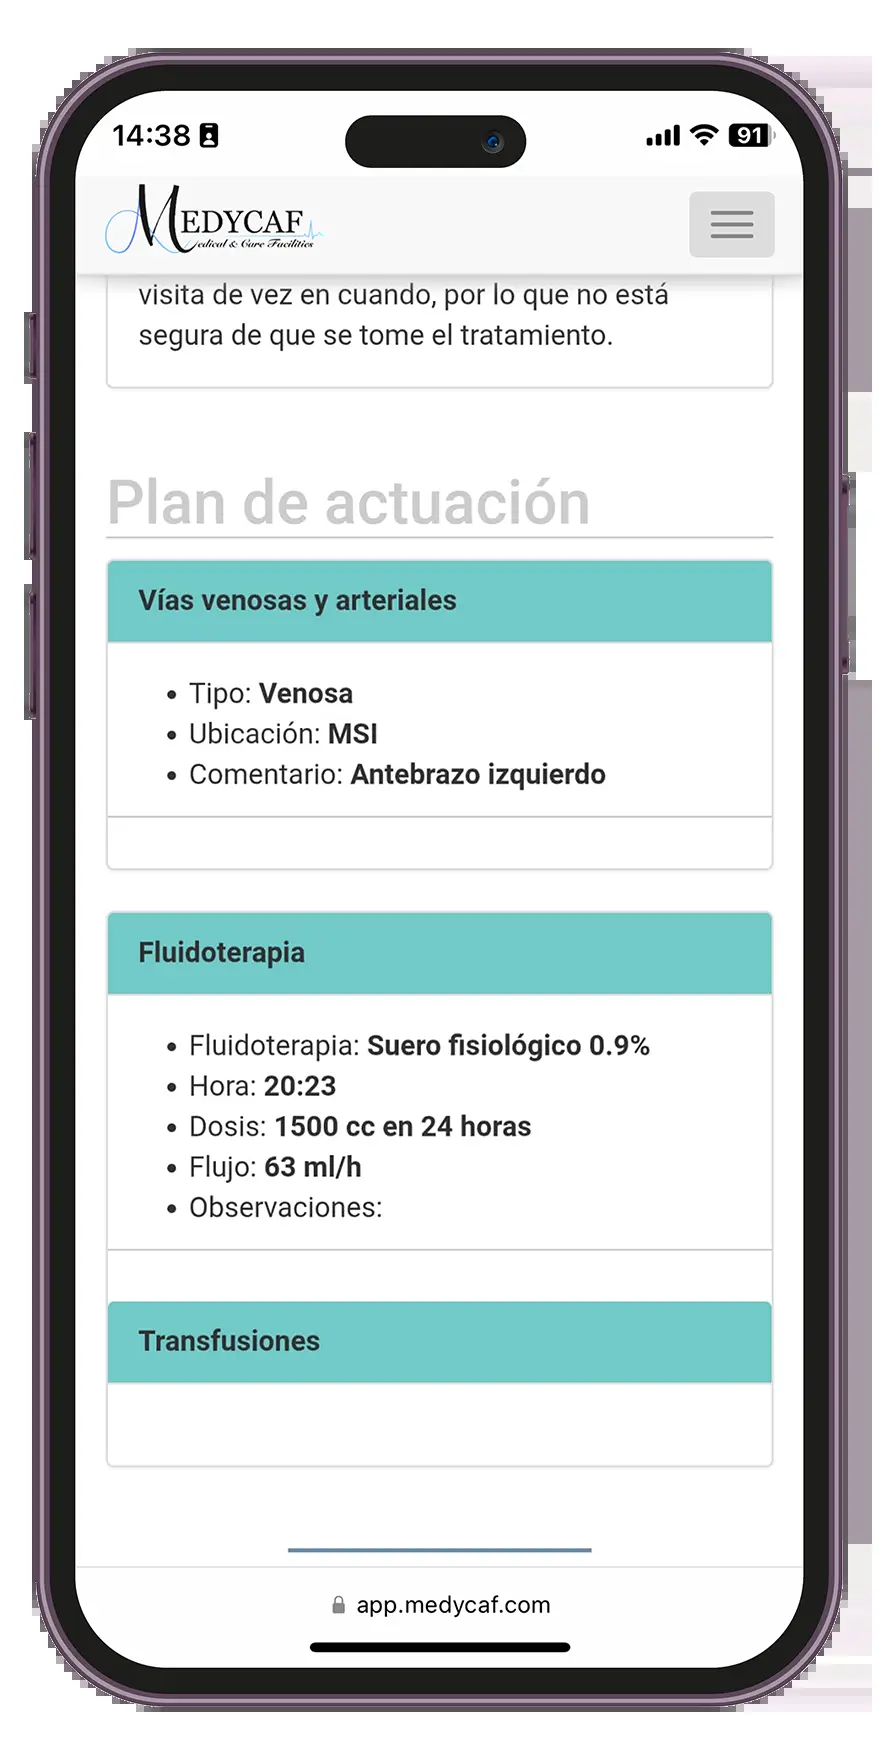 14:38
91
MEDYCAF
Medical & Care Facilities
visita de vez en cuando, por lo que no está
segura de que se tome el tratamiento.
Plan de actuación
Vías venosas y arteriales
• Tipo: Venosa
• Ubicación: MSI
• Comentario: Antebrazo izquierdo
Fluidoterapia
• Fluidoterapia: Suero fisiológico 0.9%
• Hora: 20:23
• Dosis: 1500 cc en 24 horas
• Flujo: 63 ml/h
• Observaciones:
Transfusiones
app.medycaf.com